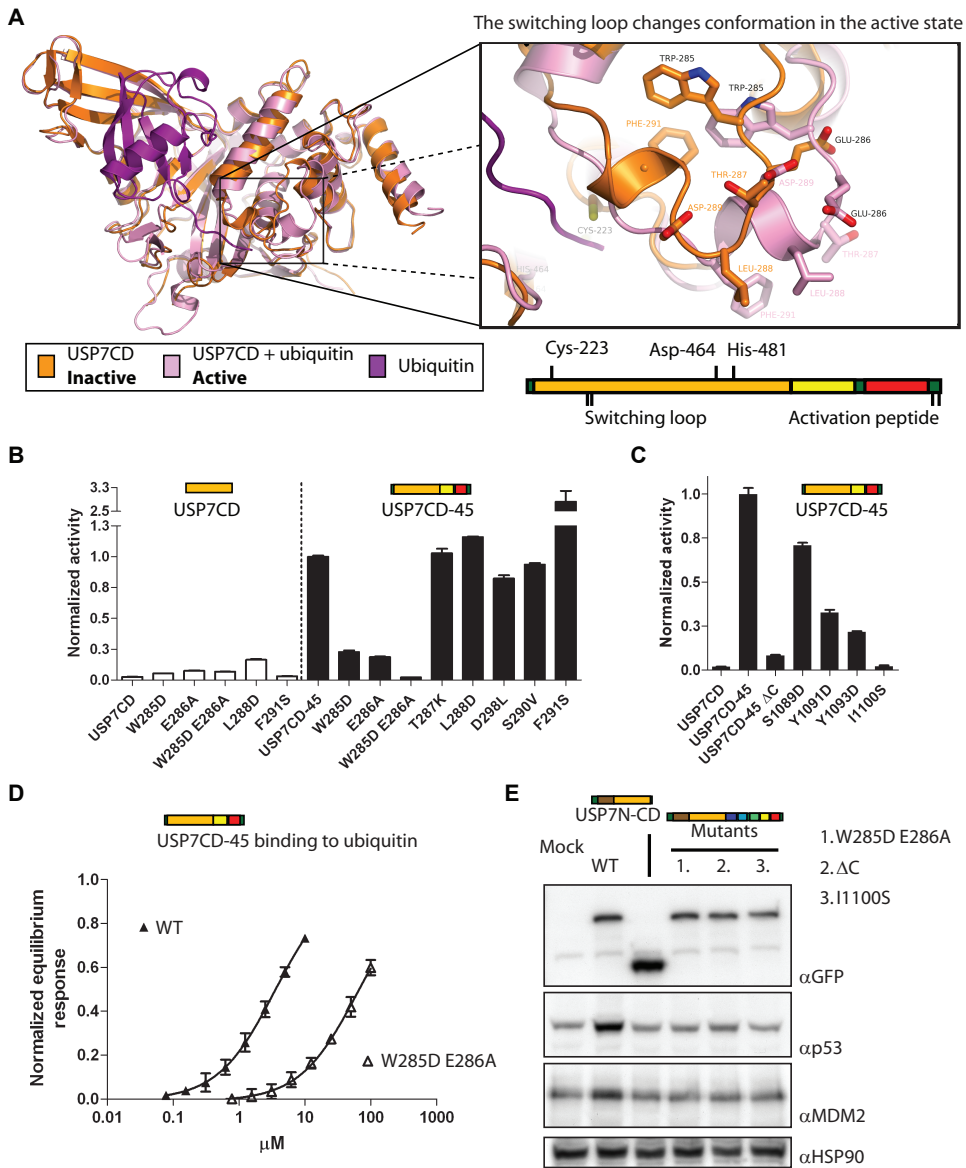 A
The switching loop changes conformation in the active state
TRP-285
TRP-285
PHE-291
GLU-286
THR-287
ASP-289
ASP-289
GLU-286
CYS-223
THR-287
LEU-288
LEU-288
HIS-464
PHE-291
USP7CD
Inactive
USP7CD + ubiquitin
Active
Ubiquitin
Cys-223
Asp-464
His-481
Switching loop
Activation peptide
B
Normalized activity
3.3
2.0
1.3
1.0
0.8
0.3
0.0
USP7CD
USP7CD-45
USP7CD
W285D
E286A
W285D E286A
L288D
F291S
USP7CD-45
W285D
E286A
W285D E286A
T287K
L288D
D298L
S290V
F291S
C
Normalized activity
1.0
0.8
0.6
0.3
0.0
USP7CD-45
USP7CD
USP7CD-45
USP7CD-45 ΔC
S1089D
Y1091D
Y1093D
I1100S
D
USP7CD-45 binding to ubiquitin
Normalized equilibrium
response
1.0
0.8
0.6
0.4
0.2
0.0
WT
W285D E286A
0.01 0.1 1 10 100 1000
μM
E
USP7N-CD
Mutants
Mock
WT
1. 2. 3.
1.W285D E286A
2.ΔC
3.I1100S
αGFP
αp53
αMDM2
αHSP90